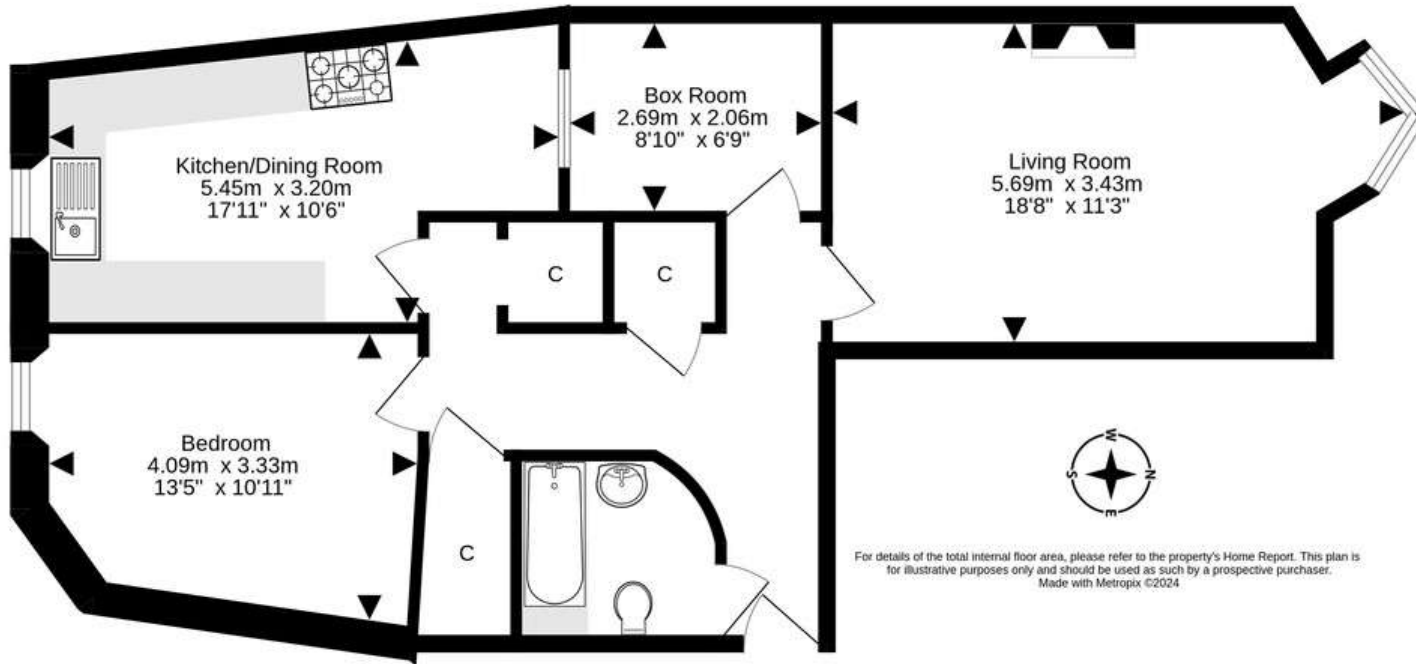 Kitchen/Dining Room
5.45m x 3.20m
17'11" x 10'6"
Box Room
2.69m x 2.06m
8'10" x 6'9"
Living Room
5.69m x 3.43m
18'8" x 11'3"
C
C
Bedroom
4.09m x 3.33m
13'5" x 10'11"
C
W
S
N
E
For details of the total internal floor area, please refer to the property's Home Report. This plan is
for illustrative purposes only and should be used as such by a prospective purchaser.
Made with Metropix ©2024